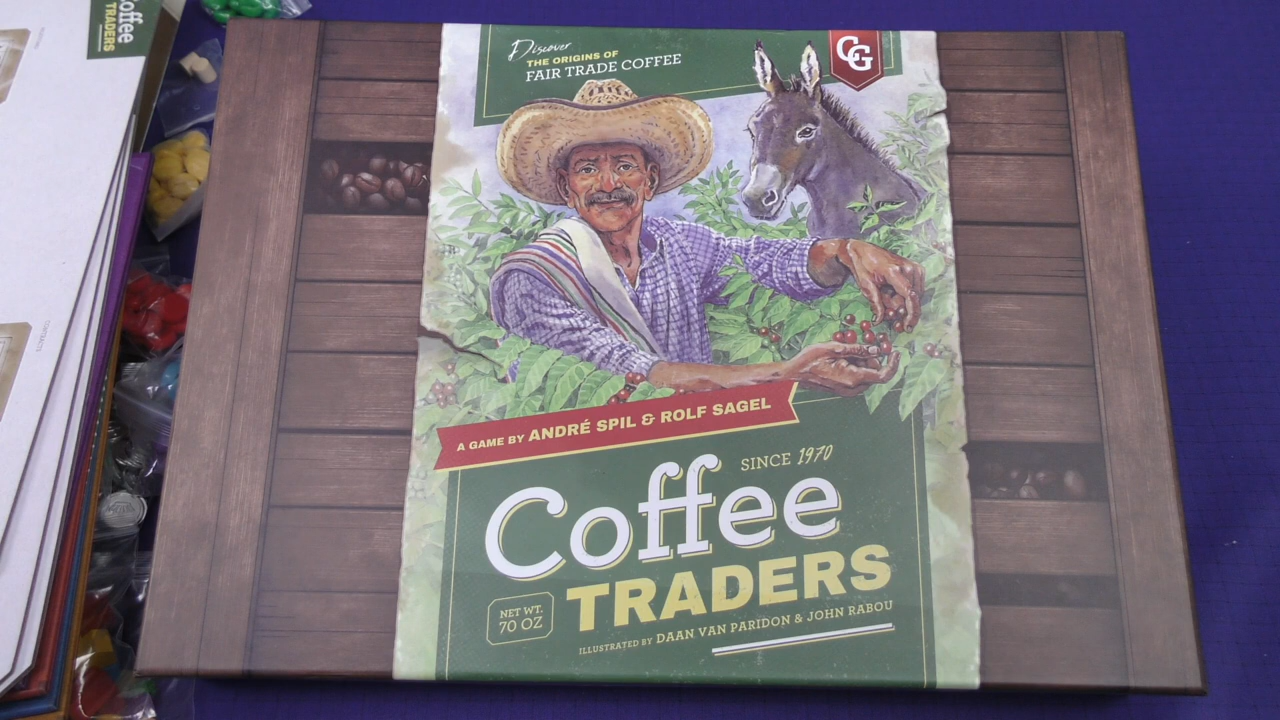 Coffee
TRADERS
CONTRACTS
Discover
THE ORIGINS OF
FAIR TRADE COFFEE
CG
A GAME BY ANDRÉ SPIL & ROLF SAGEL
SINCE 1970
Coffee
TRADERS
NET WT.
70 OZ
ILLUSTRATED BY DAAN VAN PARIDON & JOHN RABOU